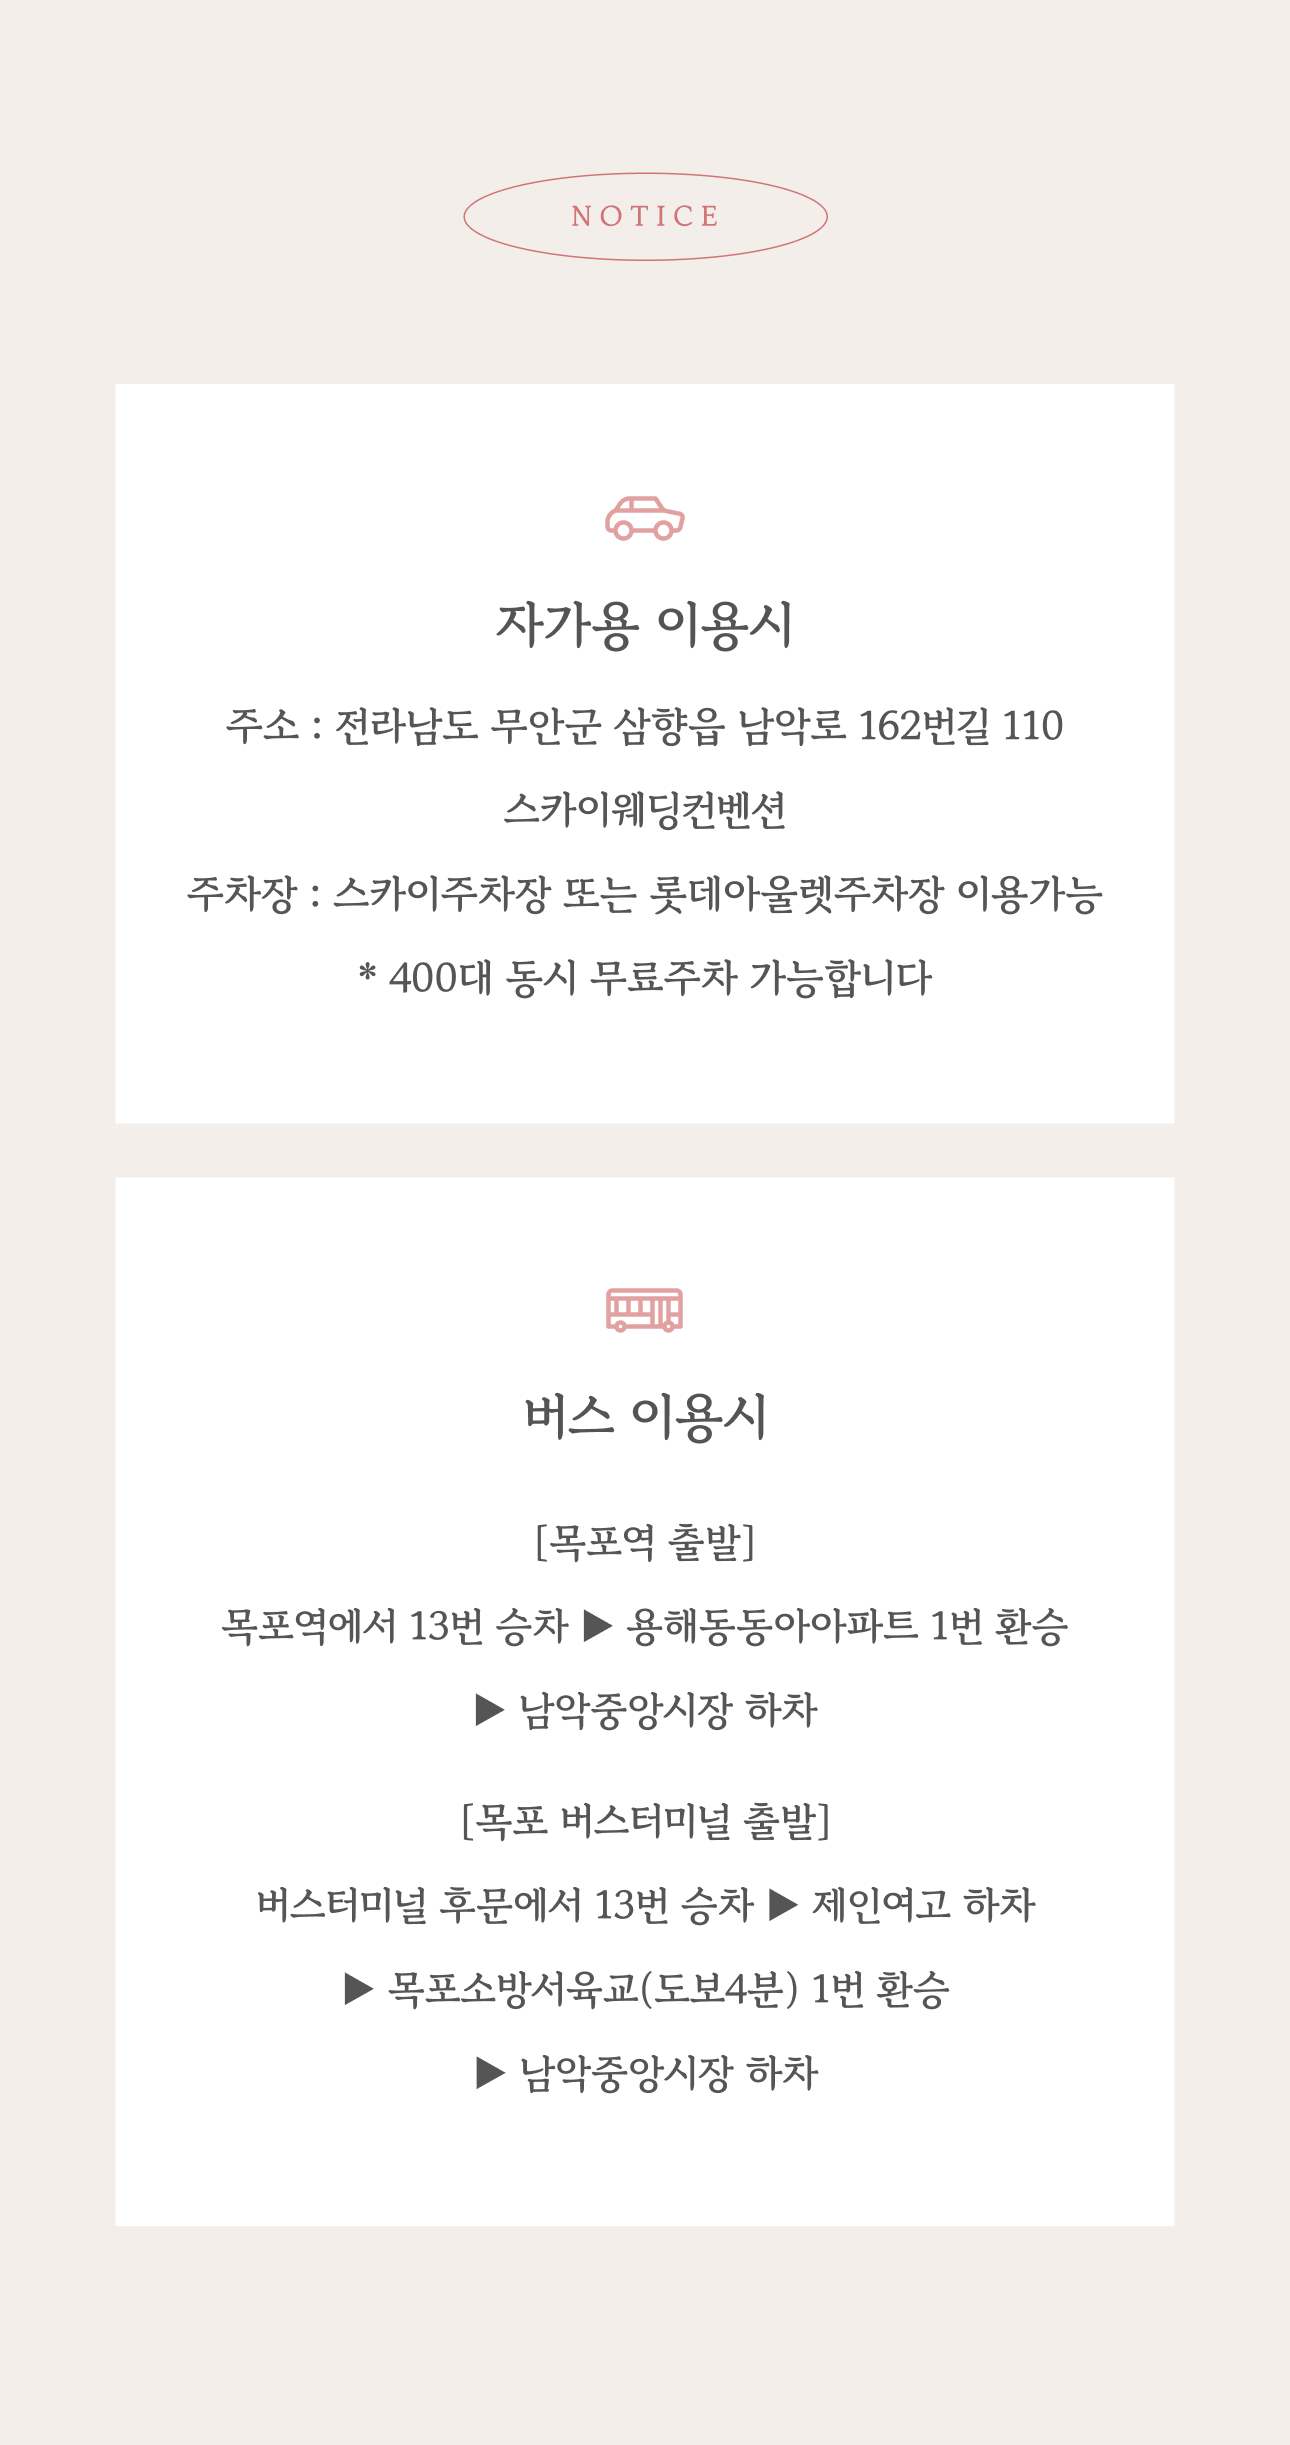 NOTICE
자가용 이용시
주소 : 전라남도 무안군 삼향읍 남악로 162번길 110
스카이웨딩컨벤션
주차장 : 스카이주차장 또는 롯데아울렛주차장 이용가능
* 400대 동시 무료주차 가능합니다
버스 이용시
[목포역 출발]
목포역에서 13번 승차 ▶ 용해동동아아파트 1번 환승
▶ 남악중앙시장 하차
[목포 버스터미널 출발]
버스터미널 후문에서 13번 승차 ▶ 제인여고 하차
▶ 목포소방서육교(도보4분) 1번 환승
▶ 남악중앙시장 하차